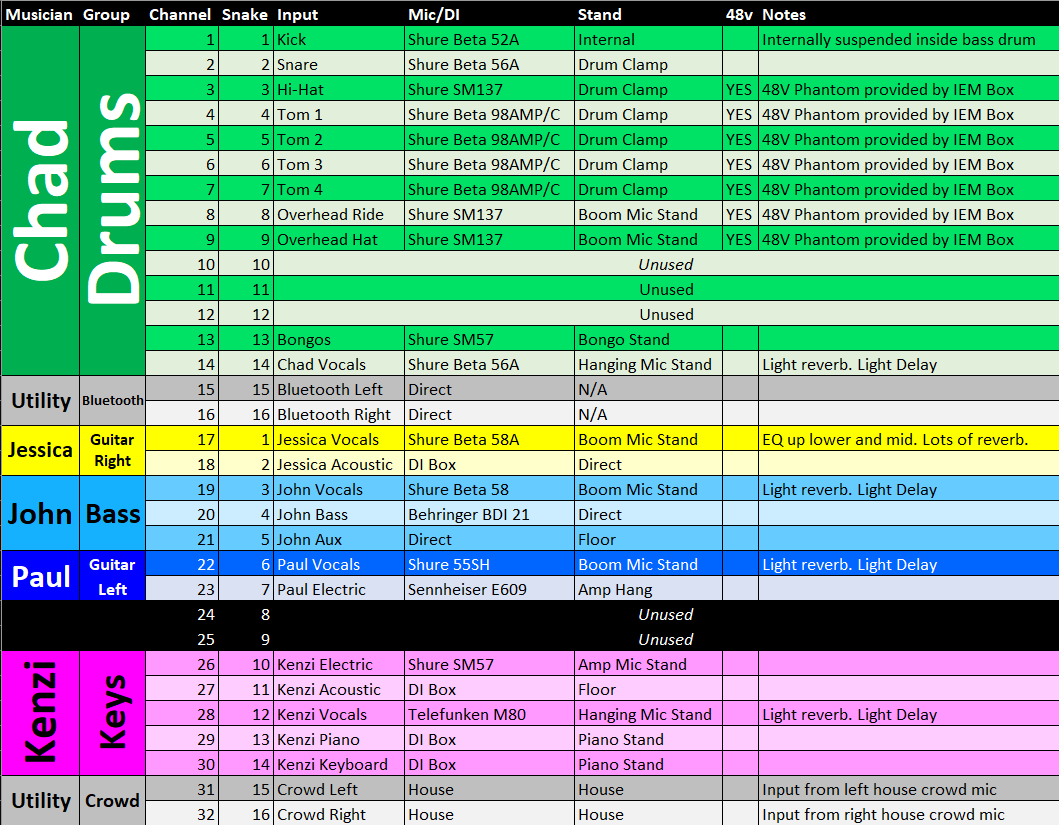 Musician Group Channel Snake Input Mic/DI Stand 48v Notes
Chad Drums
1 1 Kick Shure Beta 52A Internal Internally suspended inside bass drum
2 2 Snare Shure Beta 56A Drum Clamp
3 3 Hi-Hat Shure SM137 Drum Clamp YES 48V Phantom provided by IEM Box
4 4 Tom 1 Shure Beta 98AMP/C Drum Clamp YES 48V Phantom provided by IEM Box
5 5 Tom 2 Shure Beta 98AMP/C Drum Clamp YES 48V Phantom provided by IEM Box
6 6 Tom 3 Shure Beta 98AMP/C Drum Clamp YES 48V Phantom provided by IEM Box
7 7 Tom 4 Shure Beta 98AMP/C Drum Clamp YES 48V Phantom provided by IEM Box
8 8 Overhead Ride Shure SM137 Boom Mic Stand YES 48V Phantom provided by IEM Box
9 9 Overhead Hat Shure SM137 Boom Mic Stand YES 48V Phantom provided by IEM Box
10 10 Unused
11 11 Unused
12 12 Unused
13 13 Bongos Shure SM57 Bongo Stand
14 14 Chad Vocals Shure Beta 56A Hanging Mic Stand Light reverb. Light Delay
Utility Bluetooth
15 15 Bluetooth Left Direct N/A
16 16 Bluetooth Right Direct N/A
Jessica Guitar Right
17 1 Jessica Vocals Shure Beta 58A Boom Mic Stand EQ up lower and mid. Lots of reverb.
18 2 Jessica Acoustic DI Box Direct
John Bass
19 3 John Vocals Shure Beta 58 Boom Mic Stand Light reverb. Light Delay
20 4 John Bass Behringer BDI 21 Direct
21 5 John Aux Direct Floor
Paul Guitar Left
22 6 Paul Vocals Shure 55SH Boom Mic Stand Light reverb. Light Delay
23 7 Paul Electric Sennheiser E609 Amp Hang
24 8 Unused
25 9 Unused
Kenzi Keys
26 10 Kenzi Electric Shure SM57 Amp Mic Stand
27 11 Kenzi Acoustic DI Box Floor
28 12 Kenzi Vocals Telefunken M80 Hanging Mic Stand Light reverb. Light Delay
29 13 Kenzi Piano DI Box Piano Stand
30 14 Kenzi Keyboard DI Box Piano Stand
Utility Crowd
31 15 Crowd Left House House Input from left house crowd mic
32 16 Crowd Right House House Input from right house crowd mic